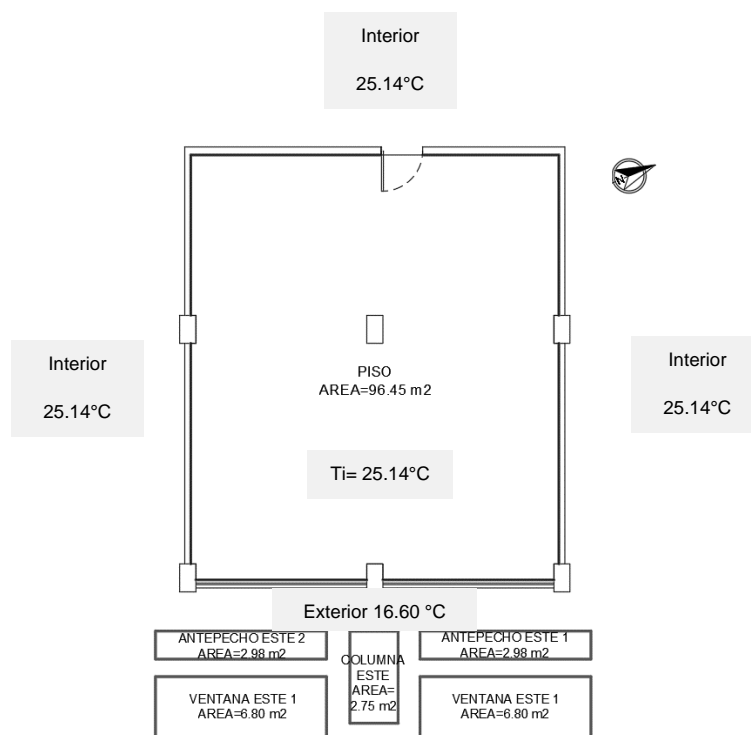 Interior
25.14°C
N
Interior
25.14°C
Interior
25.14°C
PISO
AREA=96.45 m2
Ti= 25.14°C
Exterior 16.60 °C
ANTEPECHO ESTE 2
AREA=2.98 m2
COLUMNA
ESTE
AREA=
2.75 m2
ANTEPECHO ESTE 1
AREA=2.98 m2
VENTANA ESTE 1
AREA=6.80 m2
VENTANA ESTE 1
AREA=6.80 m2